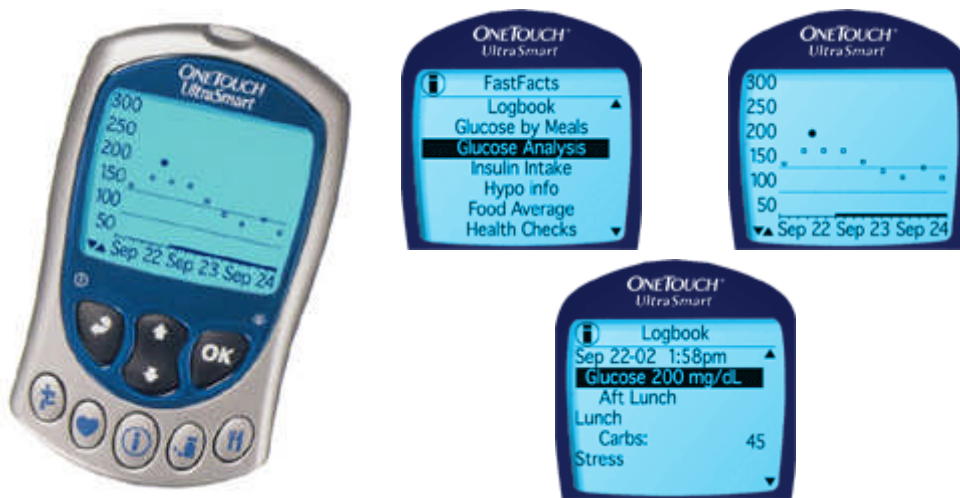 ONETOUCH
UltraSmart
300
250
200
150
100
50
Sep 22 Sep 23 Sep 24
OK
ONETOUCH
UltraSmart
FastFacts
Logbook
Glucose by Meals
Glucose Analysis
Insulin Intake
Hypo info
Food Average
Health Checks
ONETOUCH
UltraSmart
300
250
200
150
100
50
Sep 22 Sep 23 Sep 24
ONETOUCH
UltraSmart
Logbook
Sep 22-02 1:58pm
Glucose 200 mg/dL
Aft Lunch
Lunch
Carbs: 45
Stress